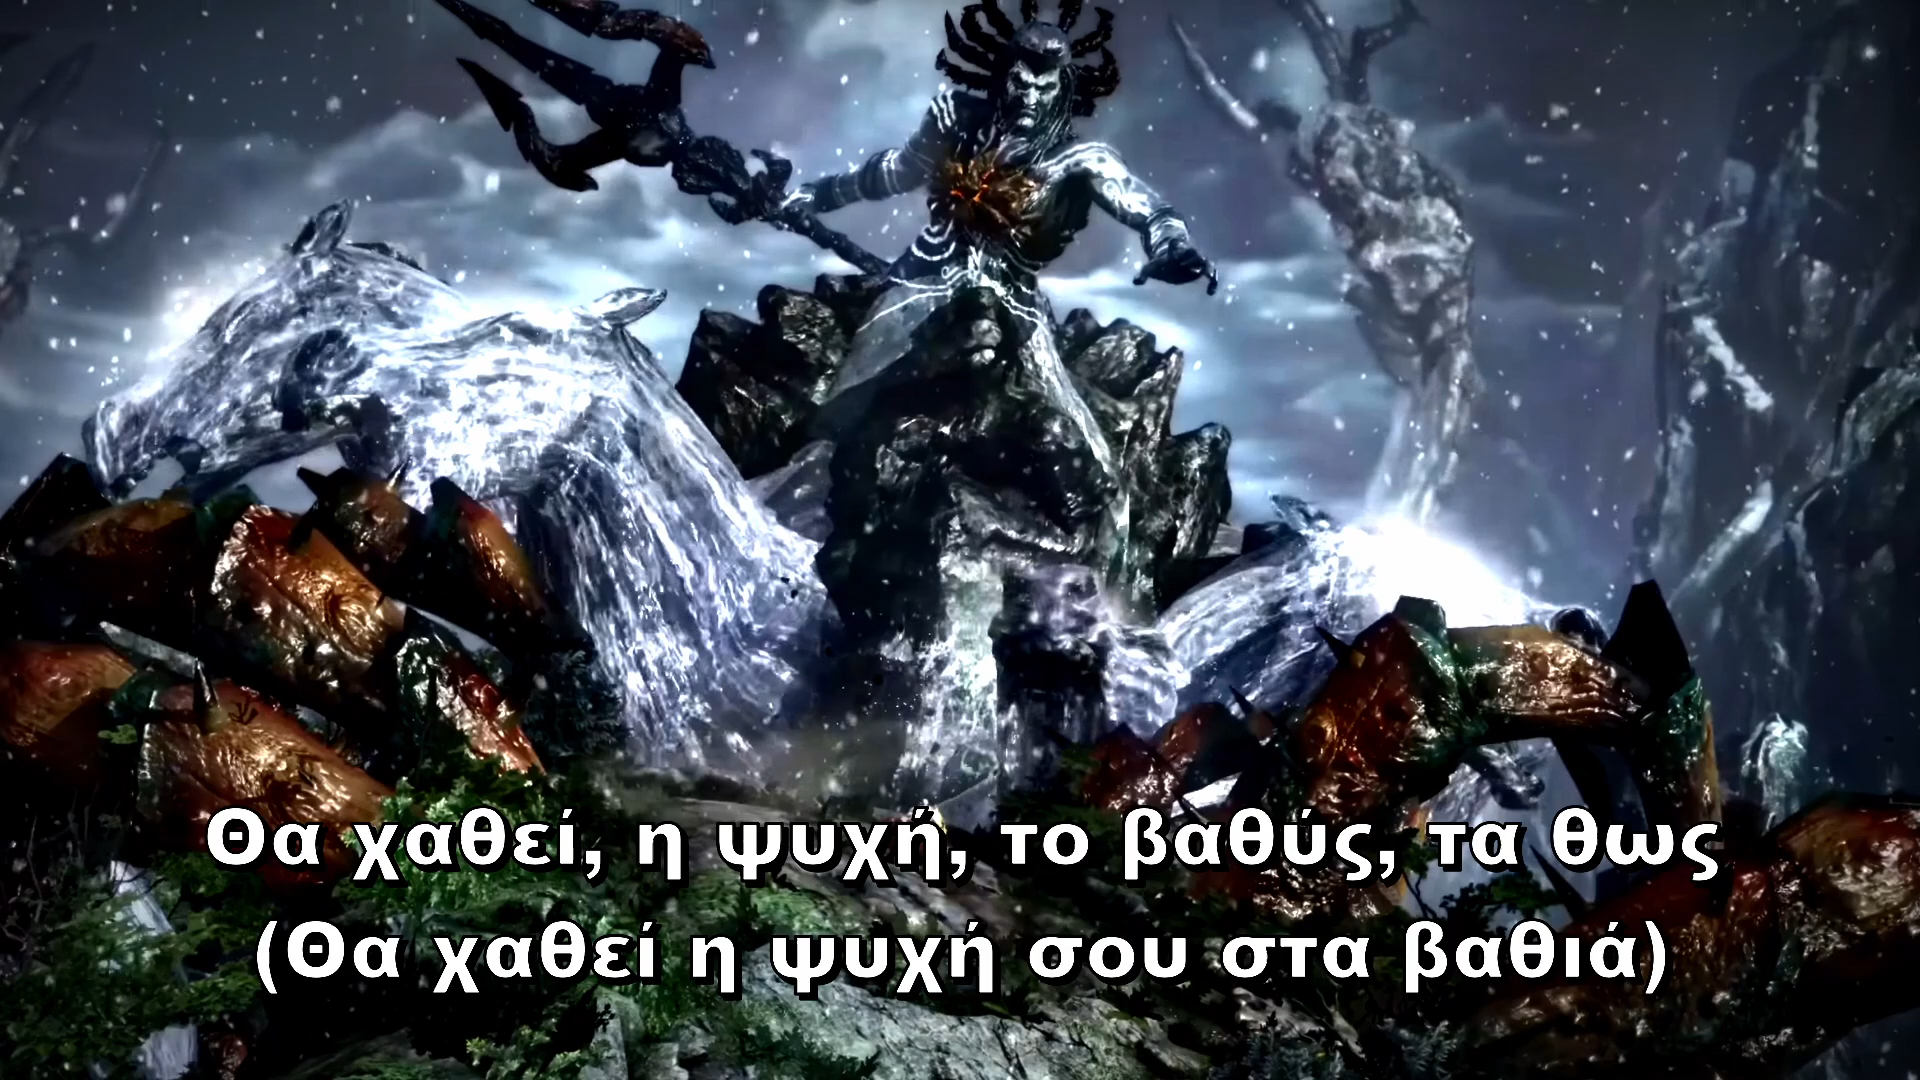 Θα χαθεί, η ψυχή, το βαθύς, τα θως
(Θα χαθεί η ψυχή σου στα βαθιά)